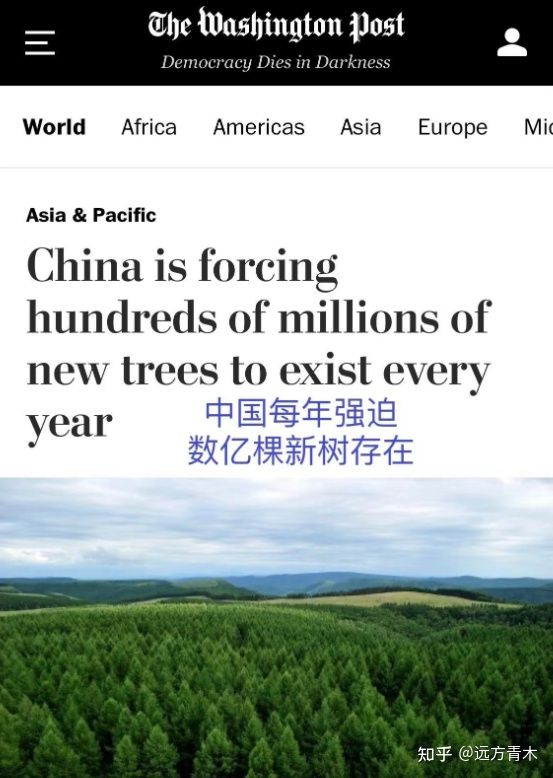 The Washington Post
Democracy Dies in Darkness
World Africa Americas Asia Europe Mid
Asia & Pacific
China is forcing
hundreds of millions of
new trees to exist every
year
中国每年强迫
数亿棵新树存在
知乎 @远方青木